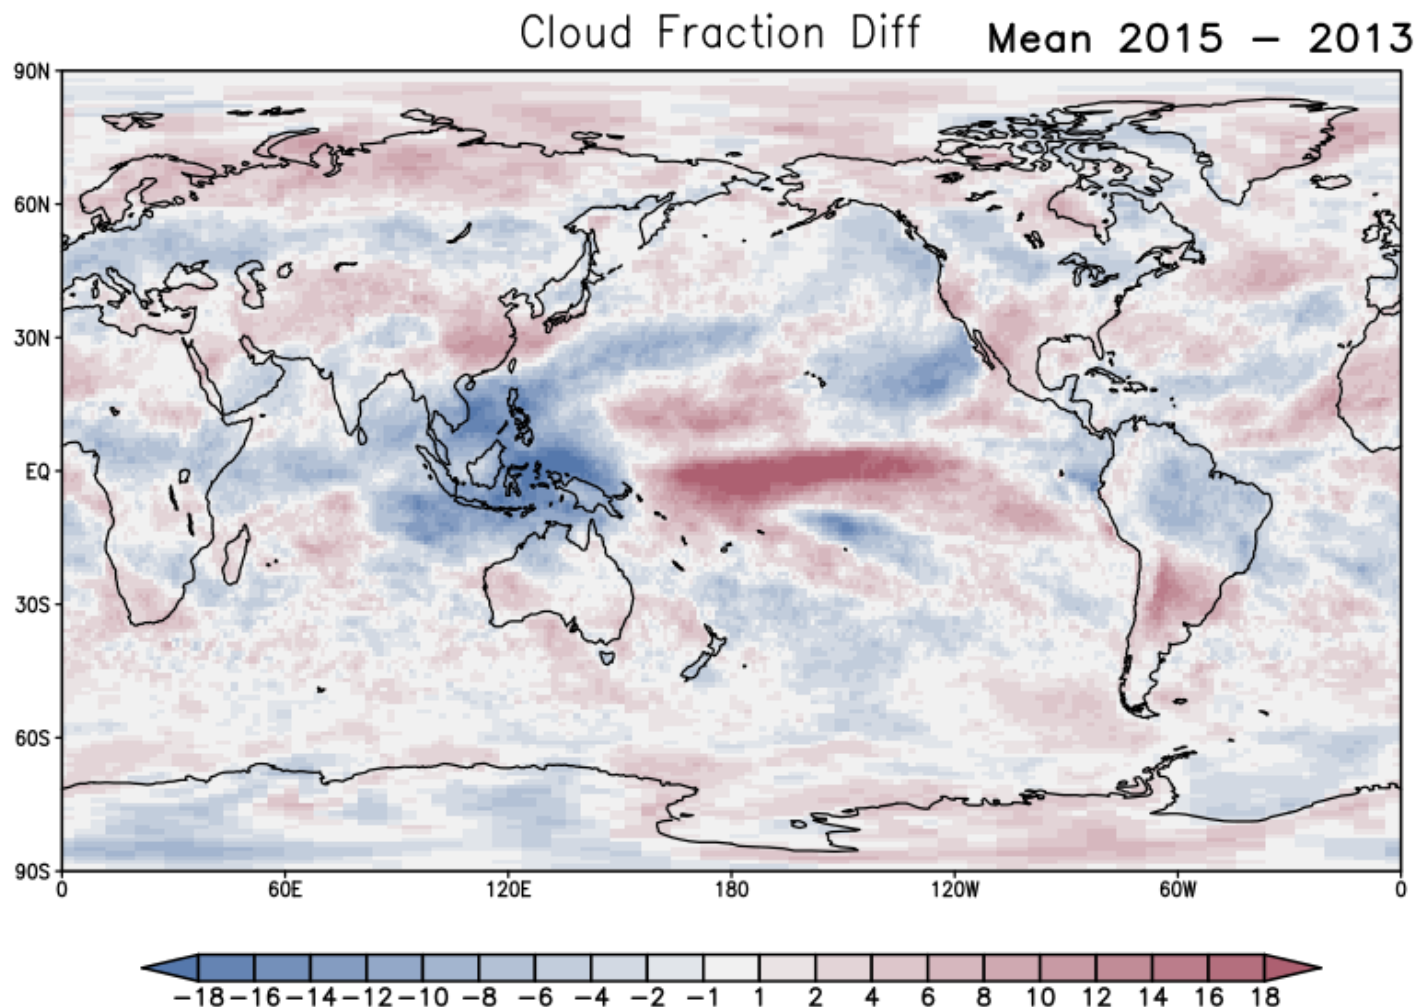 Cloud Fraction Diff Mean 2015 – 2013
90N
60N
30N
EQ
30S
60S
90S
0 60E 120E 180 120W 60W 0
-18 -16 -14 -12 -10 -8 -6 -4 -2 -1 1 2 4 6 8 10 12 14 16 18